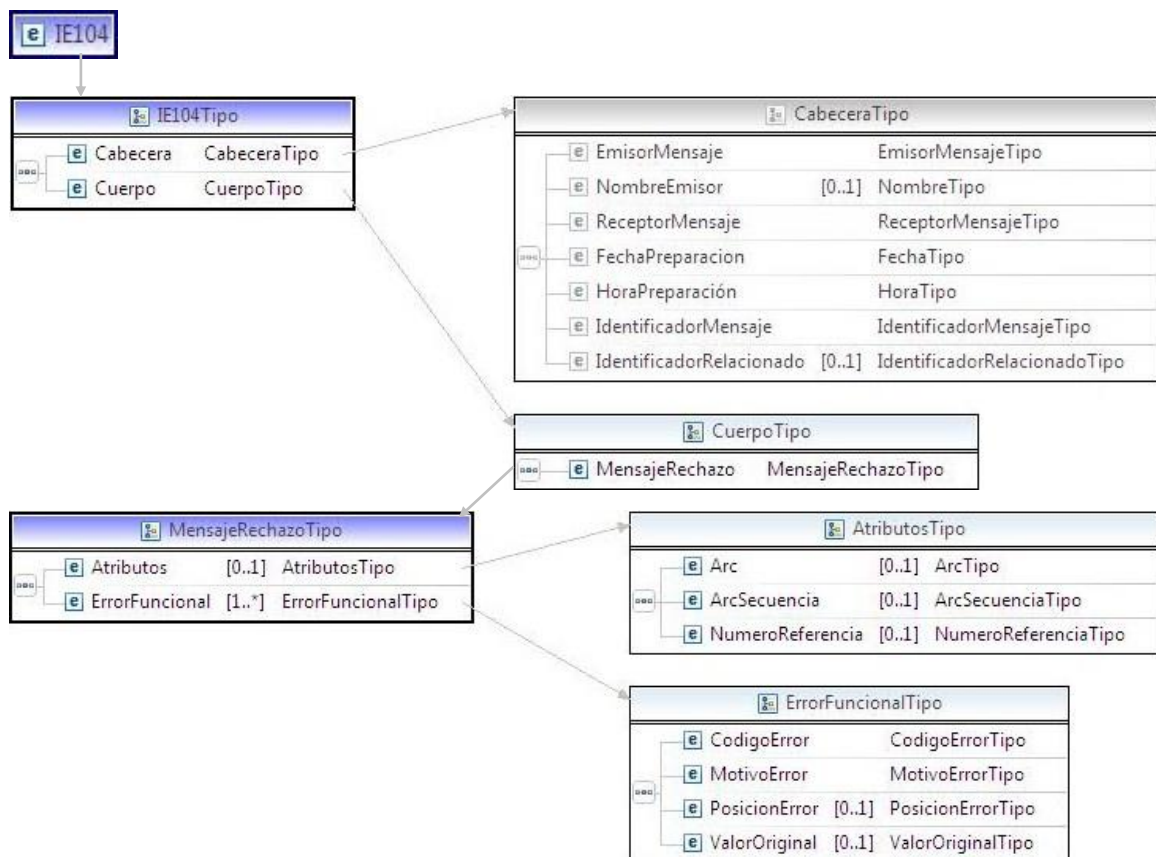 e IE104
IE104Tipo
e Cabecera CabeceraTipo
e Cuerpo CuerpoTipo
CabeceraTipo
e EmisorMensaje EmisorMensajeTipo
e NombreEmisor [0..1] NombreTipo
e ReceptorMensaje ReceptorMensajeTipo
e FechaPreparacion FechaTipo
e HoraPreparación HoraTipo
e IdentificadorMensaje IdentificadorMensajeTipo
e IdentificadorRelacionado [0..1] IdentificadorRelacionadoTipo
CuerpoTipo
e MensajeRechazo MensajeRechazoTipo
MensajeRechazoTipo
e Atributos [0..1] AtributosTipo
e ErrorFuncional [1..*] ErrorFuncionalTipo
AtributosTipo
e Arc [0..1] ArcTipo
e ArcSecuencia [0..1] ArcSecuenciaTipo
e NumeroReferencia [0..1] NumeroReferenciaTipo
ErrorFuncionalTipo
e CodigoError CodigoErrorTipo
e MotivoError MotivoErrorTipo
e PosicionError [0..1] PosicionErrorTipo
e ValorOriginal [0..1] ValorOriginalTipo